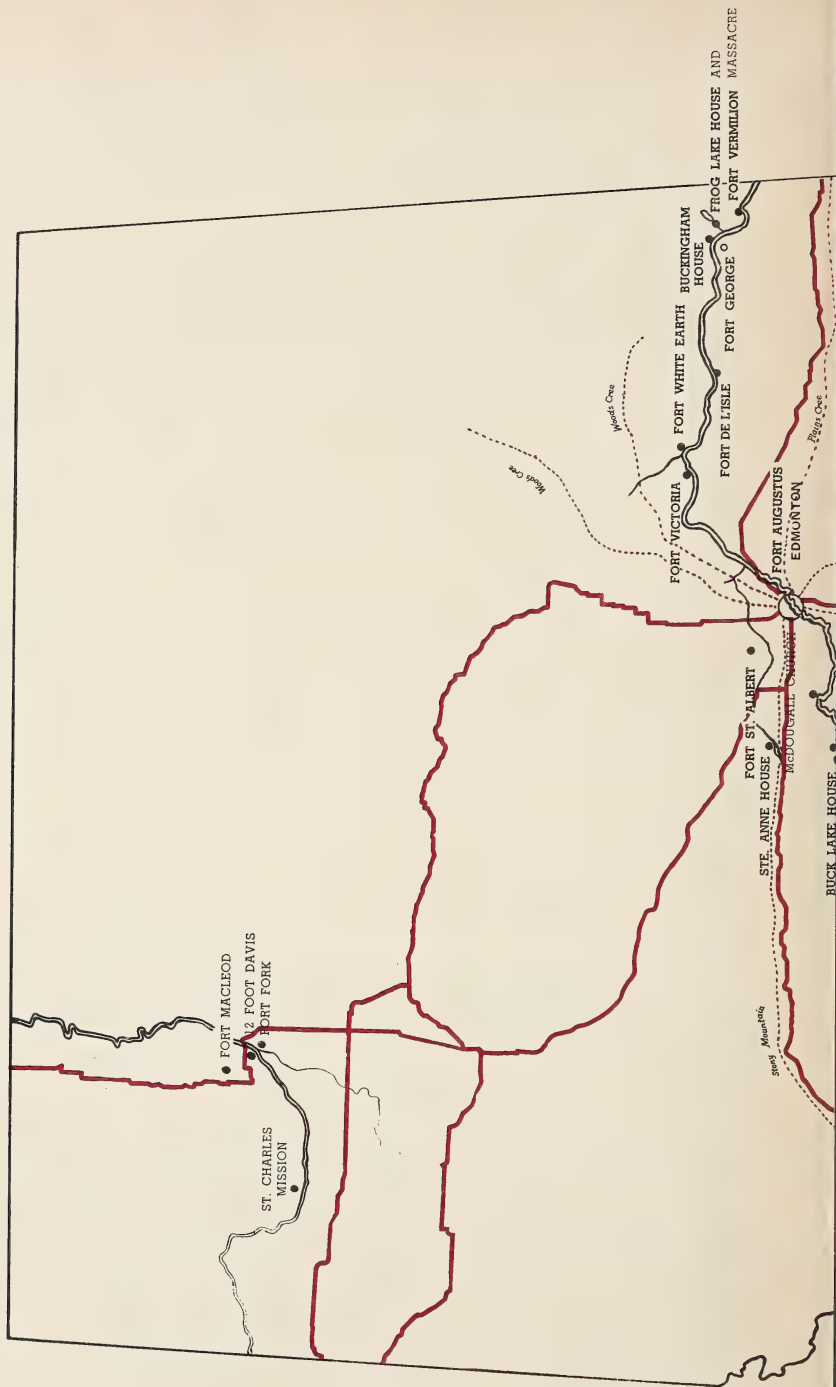 FORT MACLEOD
12 FOOT DAVIS
FORT FORK
ST. CHARLES
MISSION
Woods Cree
Woods Cree
FORT VICTORIA
FORT WHITE EARTH
FORT DE L'ISLE
BUCKINGHAM
HOUSE
FORT GEORGE
FROG LAKE HOUSE AND
FORT VERMILION MASSACRE
Plains Cree
FORT AUGUSTUS
EDMONTON
FORT ST. ALBERT
STE. ANNE HOUSE
McDOUGALL CHURCH
BUCK LAKE HOUSE
Stony Mountain